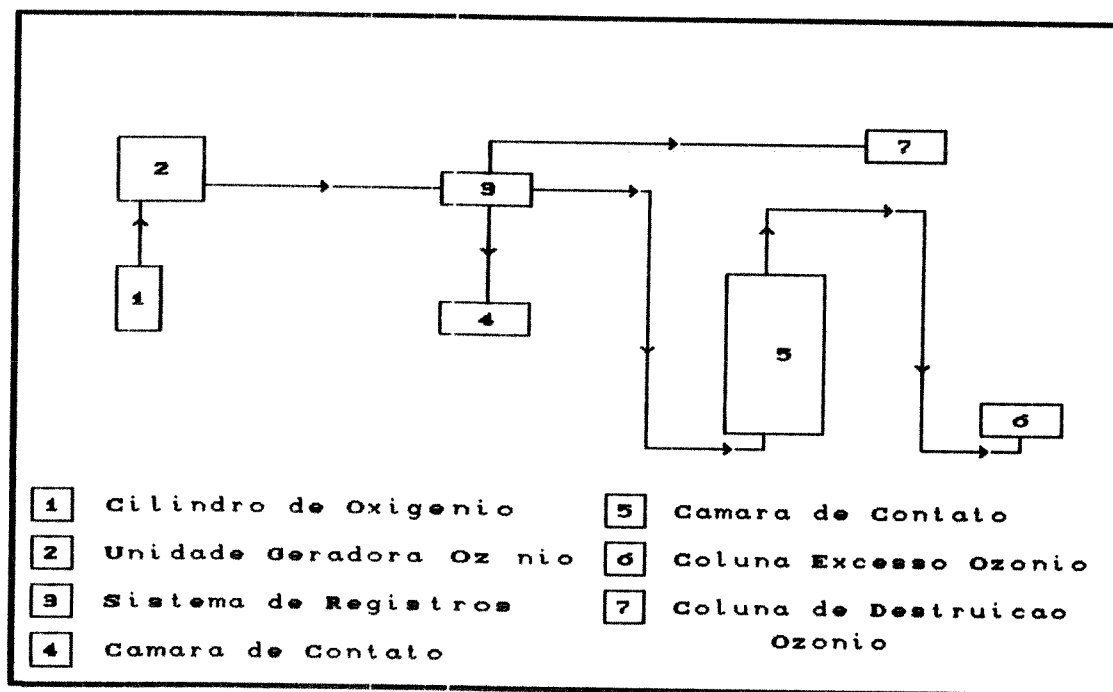 2
7
3
1
4
5
6
1 Cilindro de Oxigenio
2 Unidade Geradora Oz nio
3 Sistema de Registros
4 Camara de Contato
5 Camara de Contato
6 Coluna Excesso Ozonio
7 Coluna de Destruicao
Ozonio